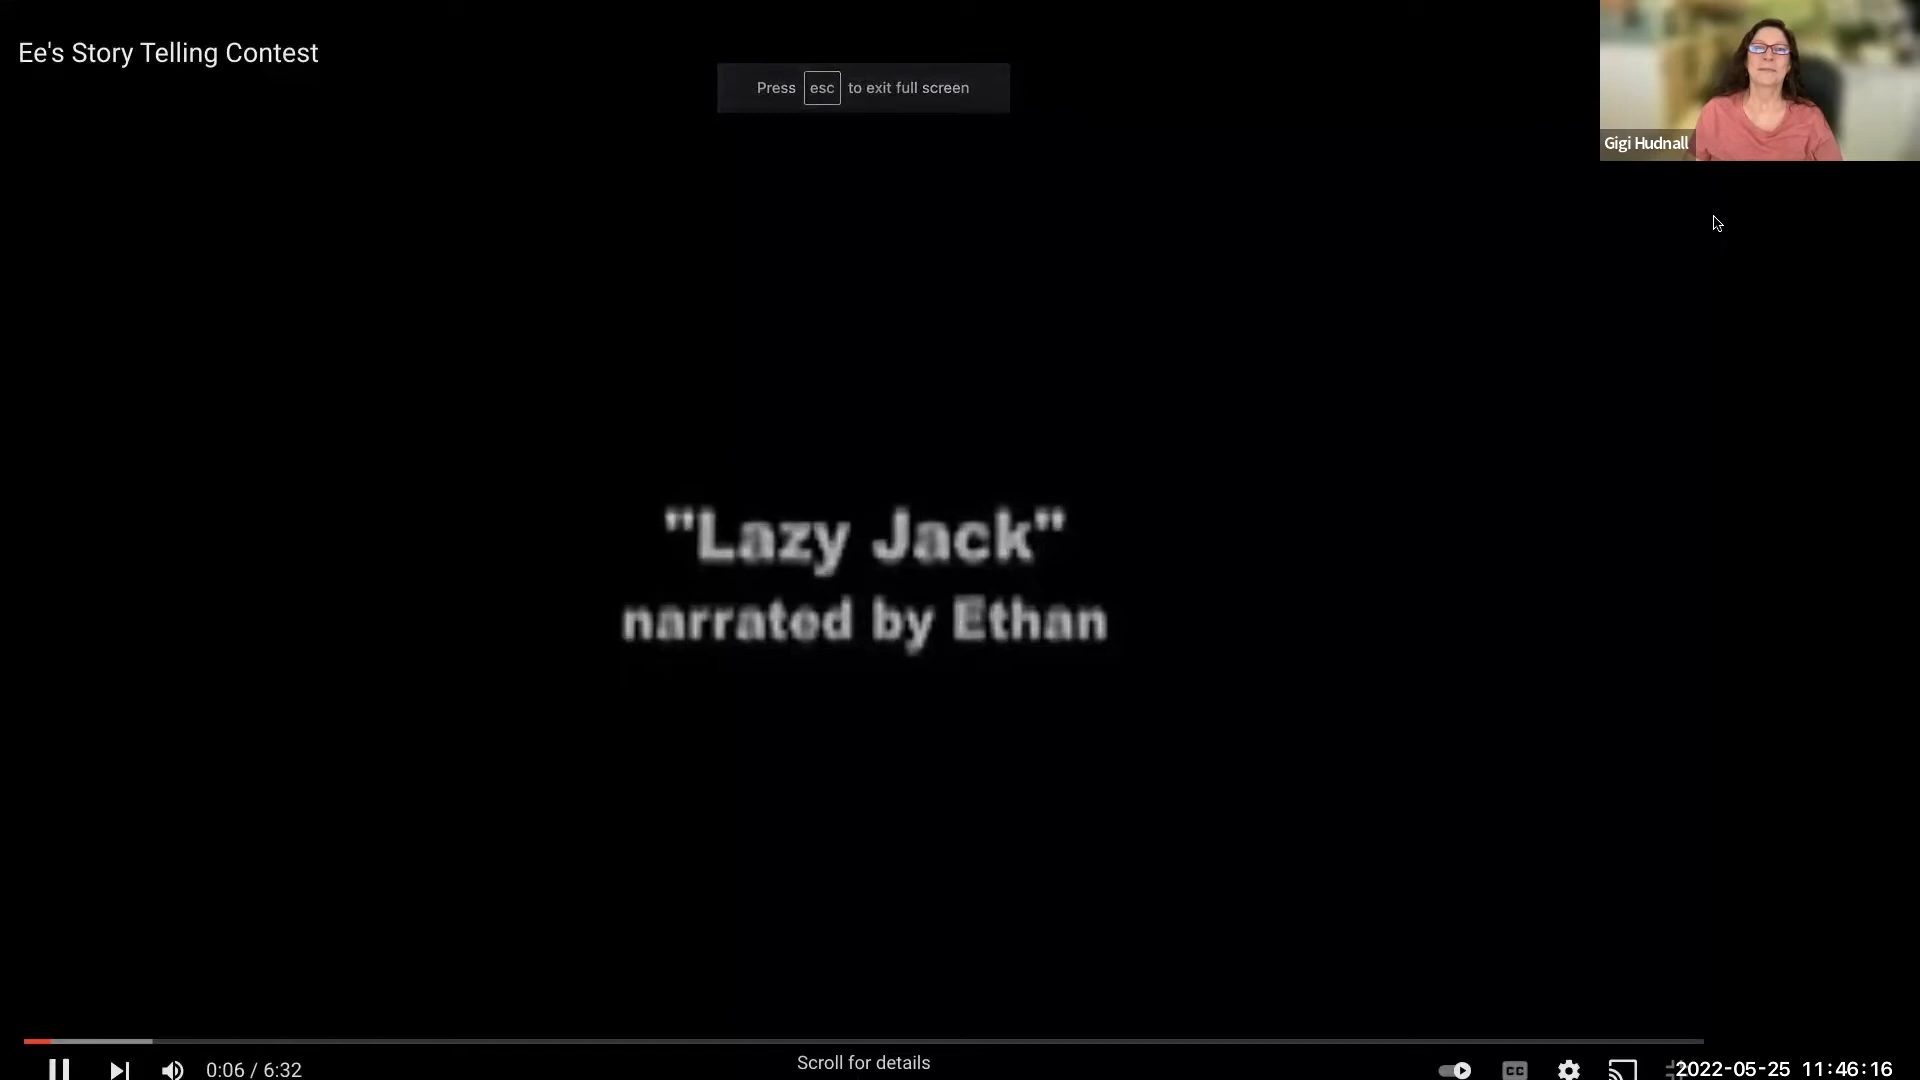 Ee's Story Telling Contest
Press esc to exit full screen
Gigi Hudnall
"Lazy Jack"
narrated by Ethan
0:06 / 6:32
Scroll for details
CC
2022-05-25 11:46:16